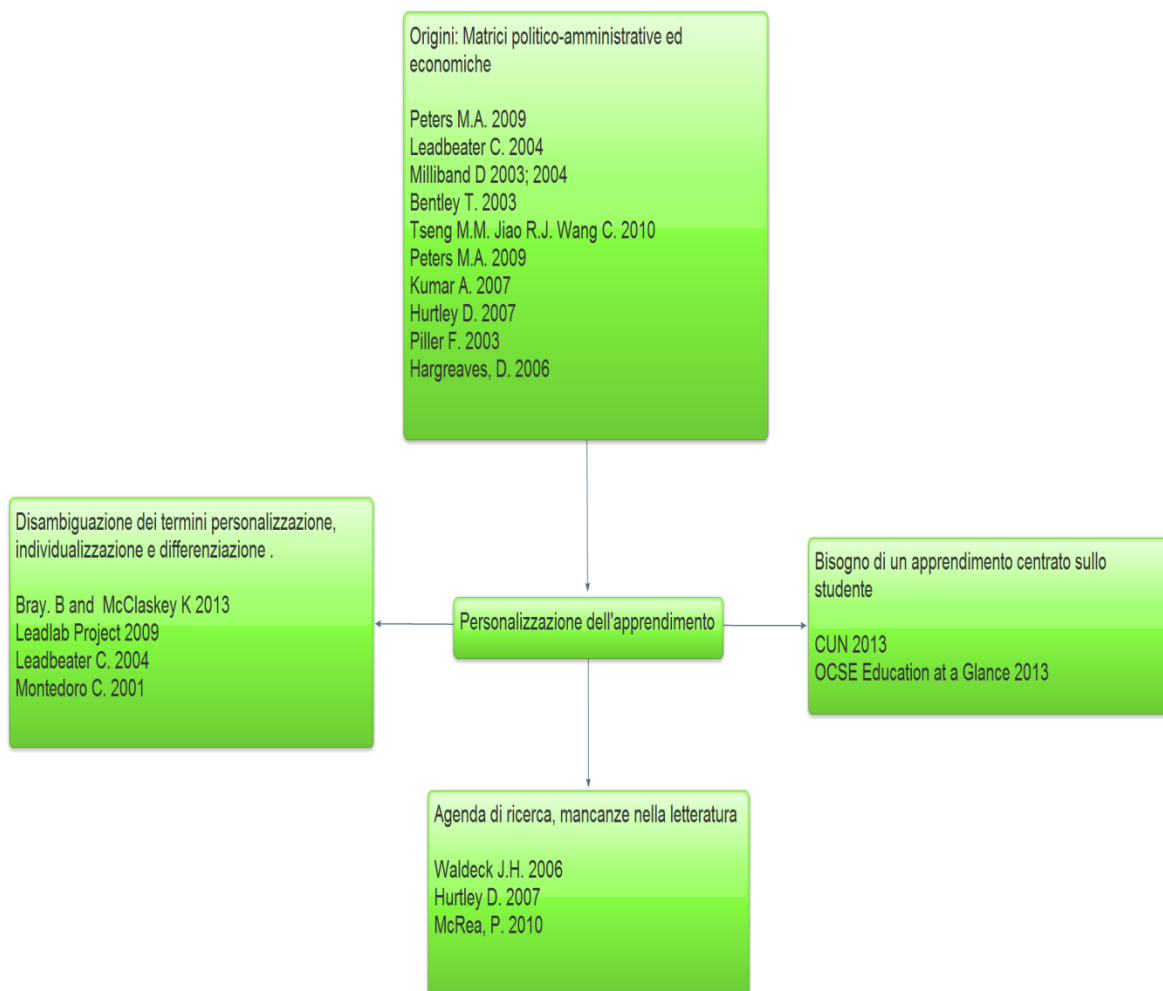 Origini: Matrici politico-amministrative ed
economiche
Peters M.A. 2009
Leadbeater C. 2004
Milliband D 2003; 2004
Bentley T. 2003
Tseng M.M. Jiao R.J. Wang C. 2010
Peters M.A. 2009
Kumar A. 2007
Hurtley D. 2007
Piller F. 2003
Hargreaves, D. 2006
Disambiguazione dei termini personalizzazione,
individualizzazione e differenziazione .
Bray. B and McClaskey K 2013
Leadlab Project 2009
Leadbeater C. 2004
Montedoro C. 2001
Personalizzazione dell'apprendimento
Bisogno di un apprendimento centrato sullo
studente
CUN 2013
OCSE Education at a Glance 2013
Agenda di ricerca, mancanze nella letteratura
Waldeck J.H. 2006
Hurtley D. 2007
McRea, P. 2010